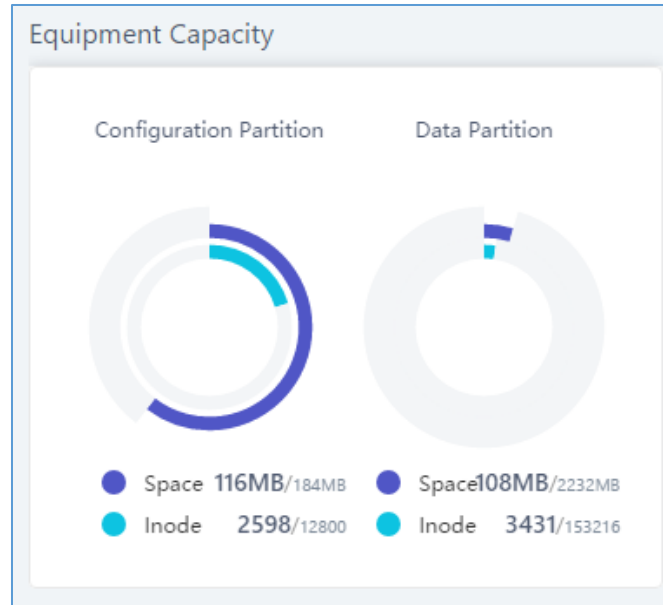 Equipment Capacity
Configuration Partition
Data Partition
Space 116MB/184MB
Inode 2598/12800
Space108MB/2232MB
Inode 3431/153216